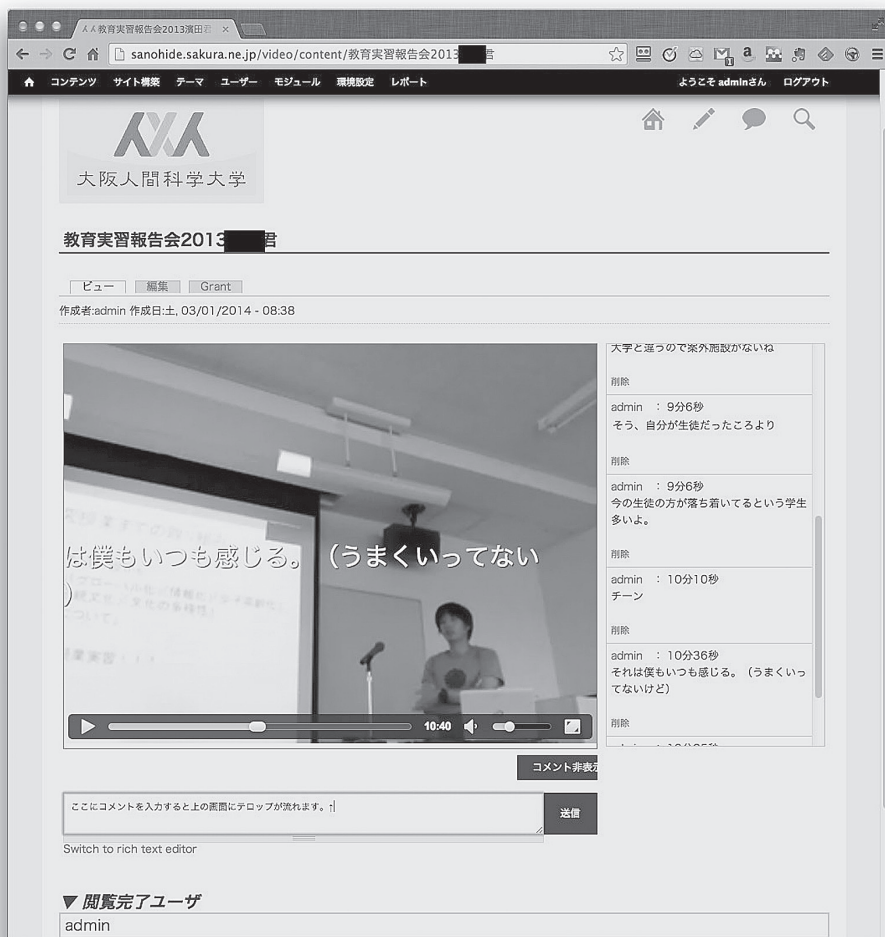 人人教育実習報告会2013濱田君
sanohide.sakura.ne.jp/video/content/教育実習報告会2013 君
コンテンツ サイト構築 テーマ ユーザー モジュール 環境設定 レポート ようこそ adminさん ログアウト
大阪人間科学大学
教育実習報告会2013 君
ビュー 編集 Grant
作成者:admin 作成日:土, 03/01/2014 - 08:38
大学と違うので案外施設がないね
削除
admin : 9分6秒
そう、自分が生徒だったころより
削除
admin : 9分6秒
今の生徒の方が落ち着いてるという学生
多いよ。
削除
admin : 10分10秒
チーン
削除
admin : 10分36秒
それは僕もいつも感じる。（うまくいっ
てないけど）
削除
は僕もいつも感じる。（うまくいってない
）
10:40
コメント非表示
ここにコメントを入力すると上の画面にテロップが流れます。↑
送信
Switch to rich text editor
▼ 閲覧完了ユーザ
admin